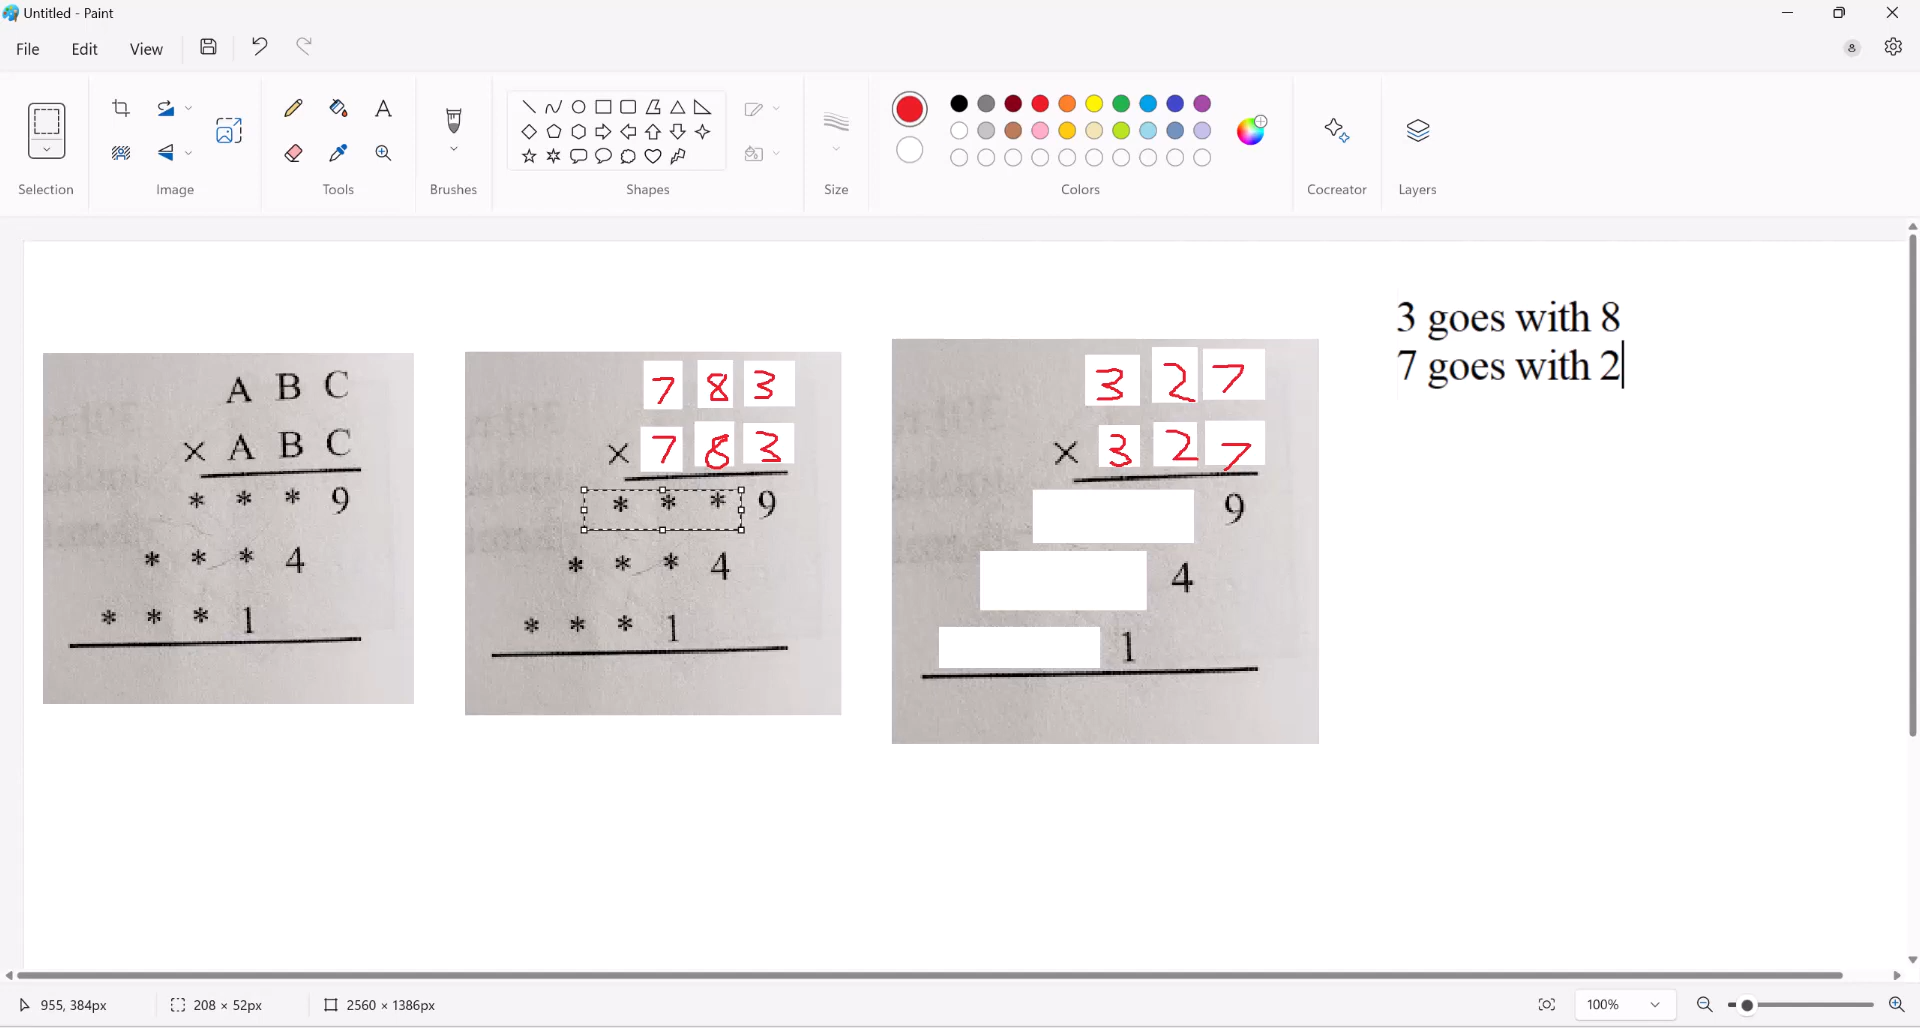 Untitled - Paint
File Edit View
Selection Image Tools Brushes Shapes Size Colors Cocreator Layers
3 goes with 8
7 goes with 2
A B C
× A B C
* * * 9
* * * 4
* * * 1
7 8 3
× 7 8 3
* * * 9
* * * 4
* * * 1
3 2 7
× 3 2 7
9
4
1
955, 384px 208 × 52px 2560 × 1386px 100%